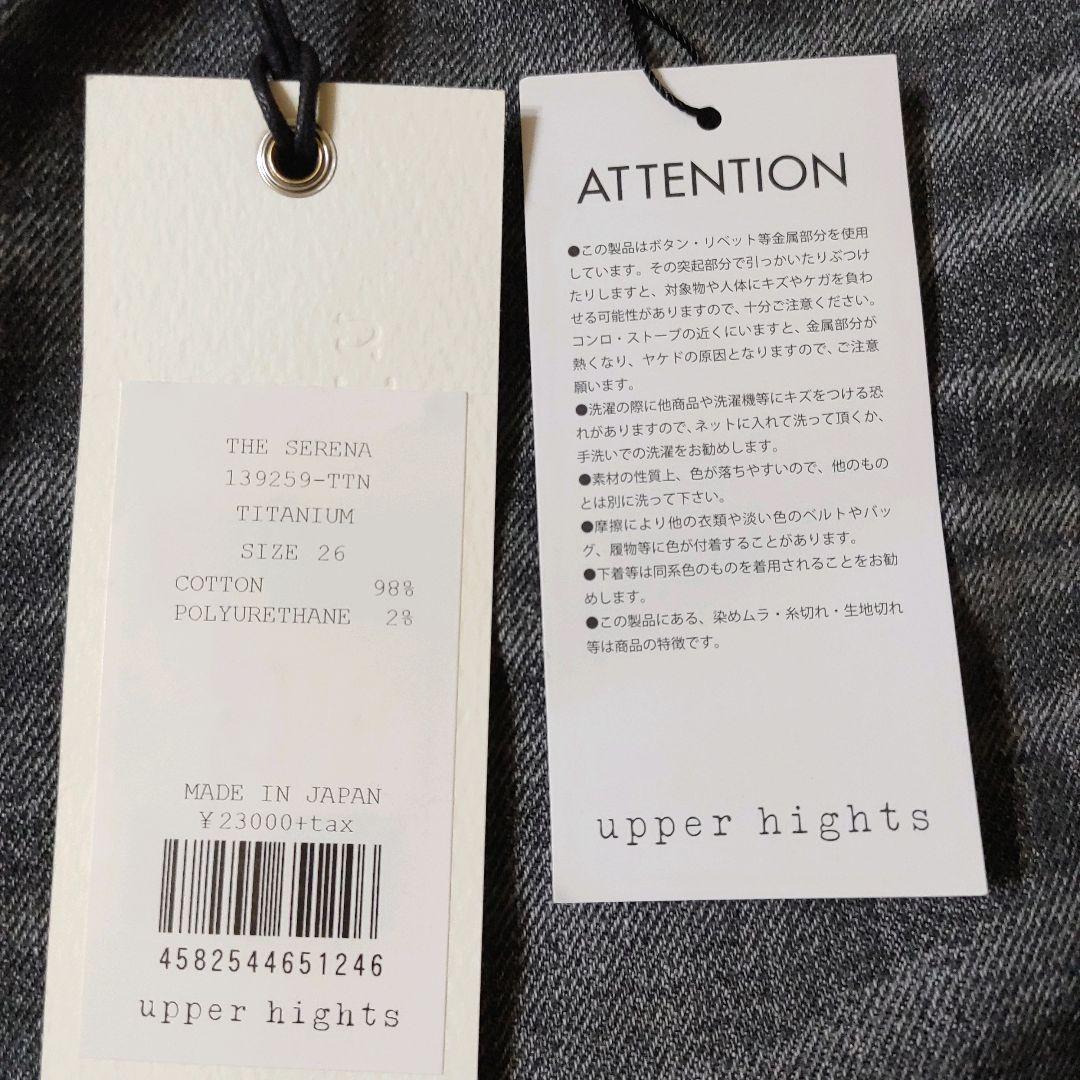 THE SERENA
139259-TTN
TITANIUM
SIZE 26
COTTON 98%
POLYURETHANE 2%
MADE IN JAPAN
¥23000+tax
4582544651246
upper hights
ATTENTION
●この製品はボタン・リベット等金属部分を使用
しています。その突起部分で引っかいたりぶつけ
たりしますと、対象物や人体にキズやケガを負わ
せる可能性がありますので、十分ご注意ください。
コンロ・ストーブの近くにいますと、金属部分が
熱くなり、ヤケドの原因となりますので、ご注意
願います。
●洗濯の際に他商品や洗濯機等にキズをつける恐
れがありますので、ネットに入れて洗って頂くか、
手洗いでの洗濯をお勧めします。
●素材の性質上、色が落ちやすいので、他のもの
とは別に洗って下さい。
●摩擦により他の衣類や淡い色のベルトやバッ
グ、履物等に色が付着することがあります。
●下着等は同系色のものを着用されることをお勧
めします。
●この製品にある、染めムラ・糸切れ・生地切れ
等は商品の特徴です。
upper hights